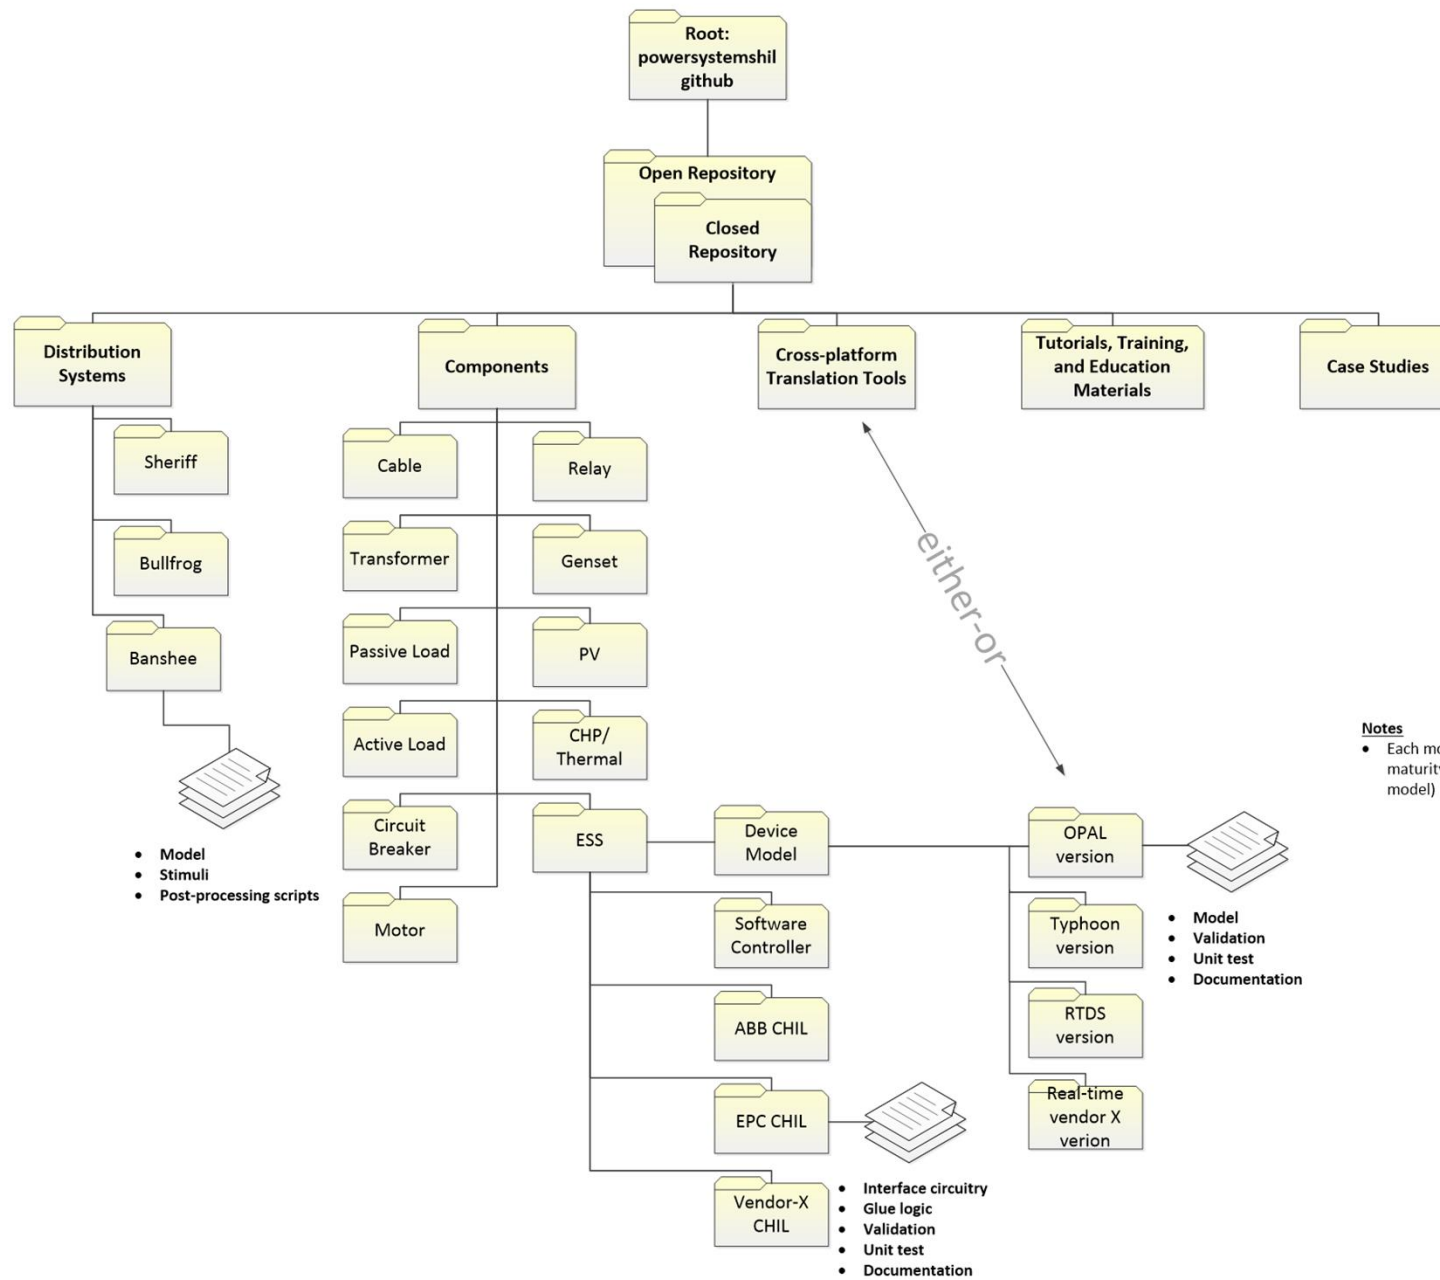 Root:
powersystemshil
github
Open Repository
Closed
Repository
Distribution
Systems
Components
Cross-platform
Translation Tools
Tutorials, Training,
and Education
Materials
Case Studies
Sheriff
Bullfrog
Banshee
• Model
• Stimuli
• Post-processing scripts
Cable
Relay
Transformer
Genset
Passive Load
PV
Active Load
CHP/
Thermal
Circuit
Breaker
ESS
Motor
Device
Model
Software
Controller
ABB CHIL
EPC CHIL
Vendor-X
CHIL
• Interface circuitry
• Glue logic
• Validation
• Unit test
• Documentation
either-or
OPAL
version
Typhoon
version
RTDS
version
Real-time
vendor X
verion
• Model
• Validation
• Unit test
• Documentation
Notes
• Each
model)